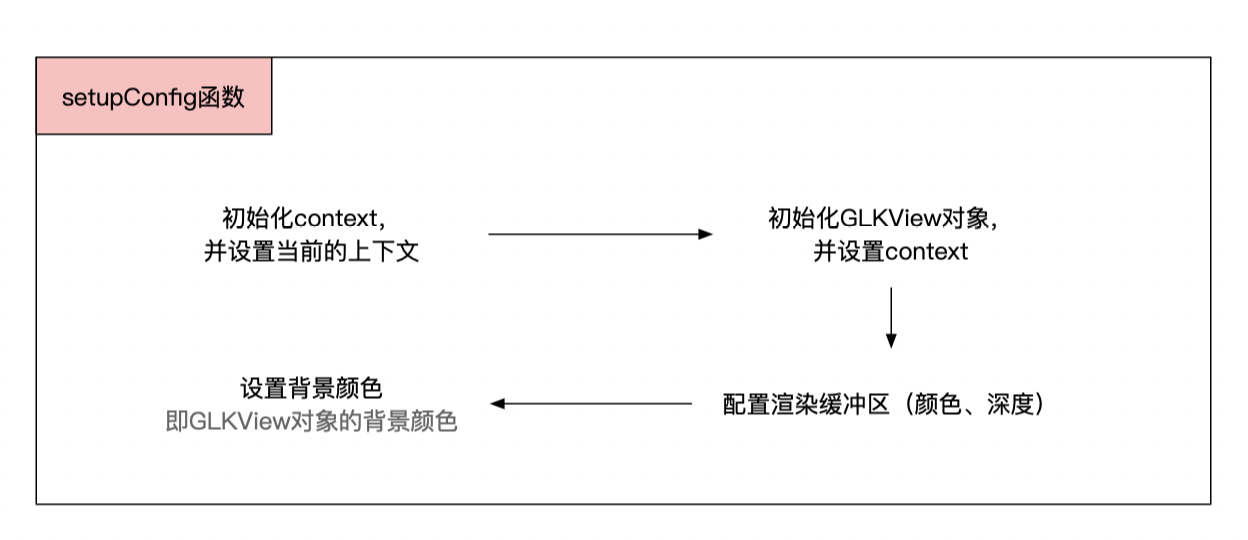 setupConfig函数
初始化context,
并设置当前的上下文
初始化GLKView对象,
并设置context
设置背景颜色
即GLKView对象的背景颜色
配置渲染缓冲区（颜色、深度）